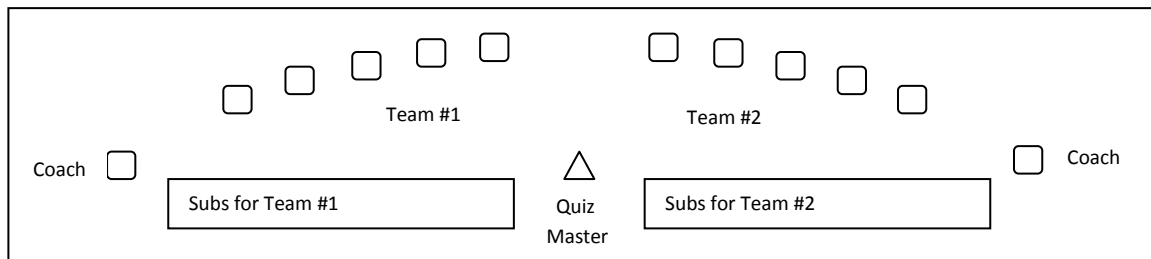 Team #1
Team #2
Coach
Coach
Subs for Team #1
Subs for Team #2
Quiz
Master